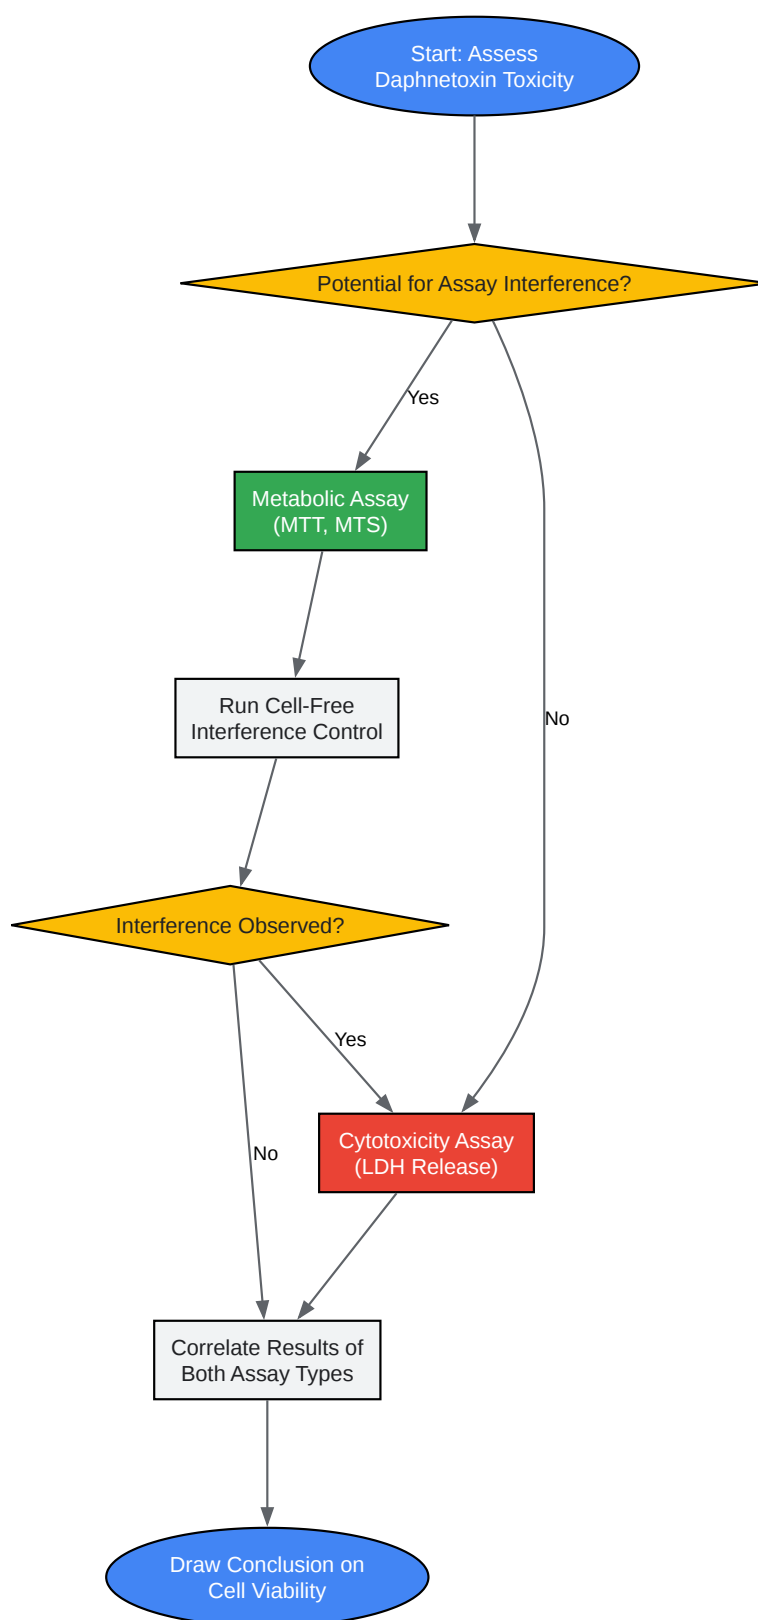 Start: Assess
Daphnetoxin Toxicity
Potential for Assay Interference?
Yes
Metabolic Assay
(MTT, MTS)
Run Cell-Free
Interference Control
No
Interference Observed?
Yes
Cytotoxicity Assay
(LDH Release)
No
Correlate Results of
Both Assay Types
Draw Conclusion on
Cell Viability